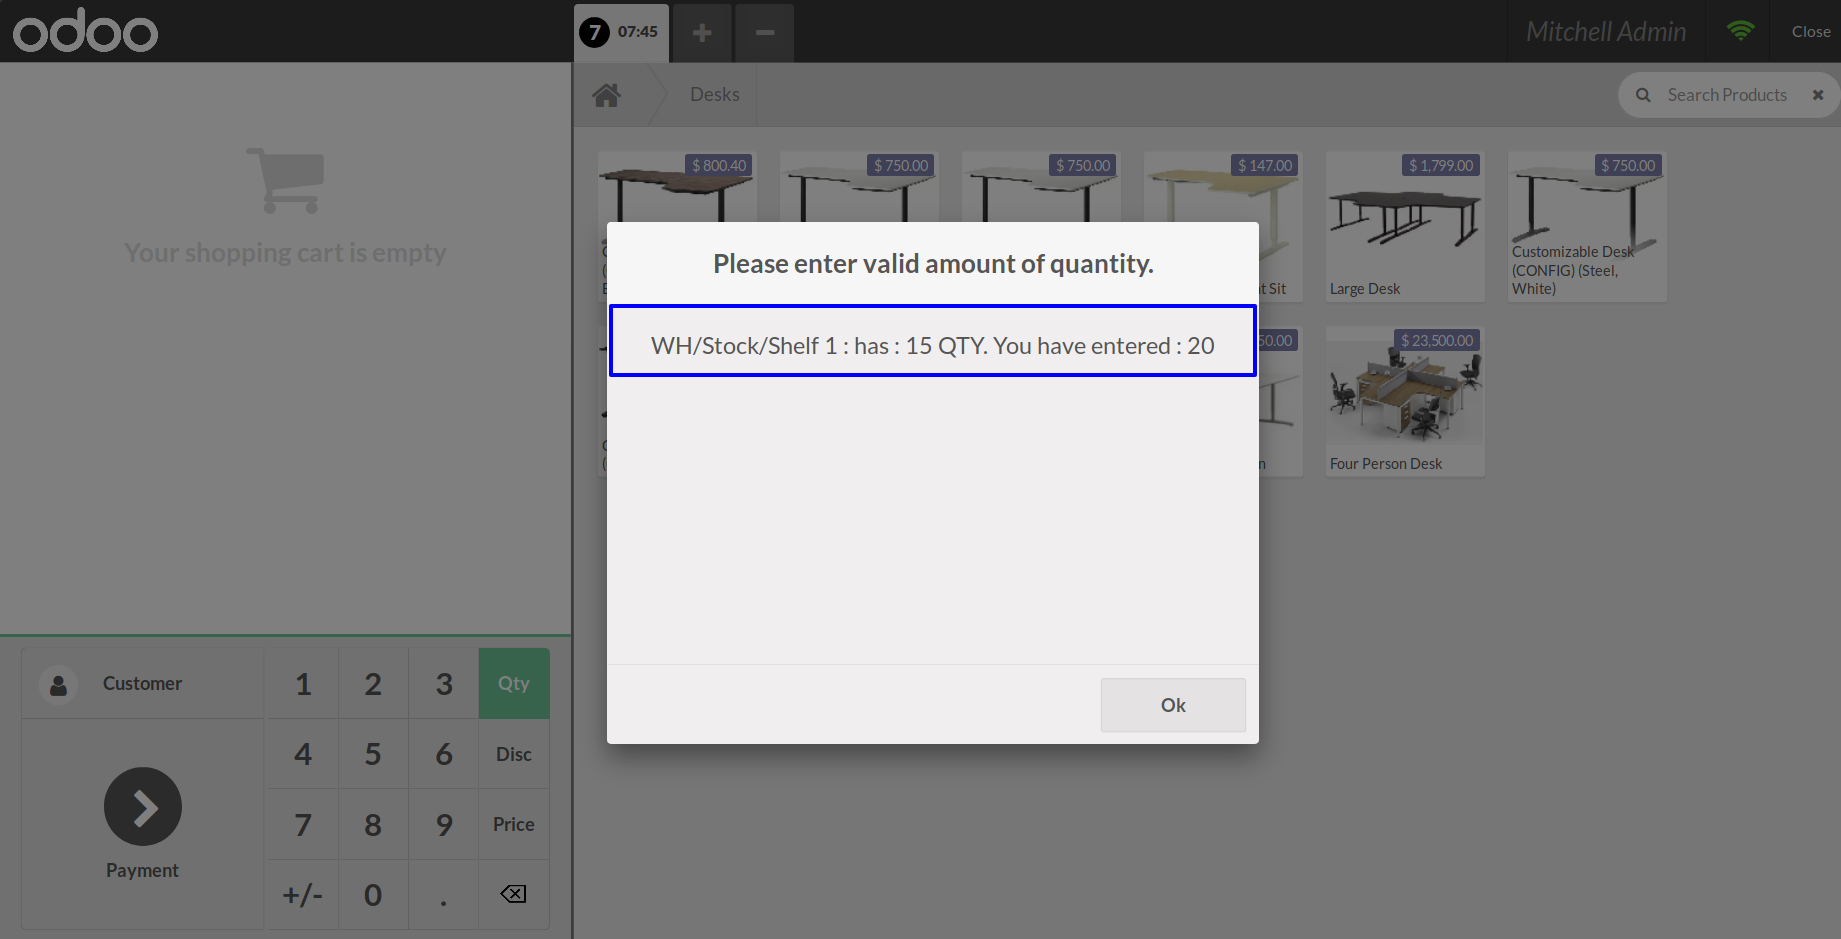 odoo
7 07:45
Mitchell Admin
Close
Desks
Search Products
Your shopping cart is empty
$ 800.40
$ 750.00
$ 750.00
$ 147.00
$ 1,799.00
$ 750.00
Sit
Large Desk
Customizable Desk
(CONFIG) (Steel,
White)
$ 23,500.00
Four Person Desk
Please enter valid amount of quantity.
WH/Stock/Shelf 1 : has : 15 QTY. You have entered : 20
Ok
Customer
1 2 3 Qty
4 5 6 Disc
7 8 9 Price
+/- 0 .
Payment